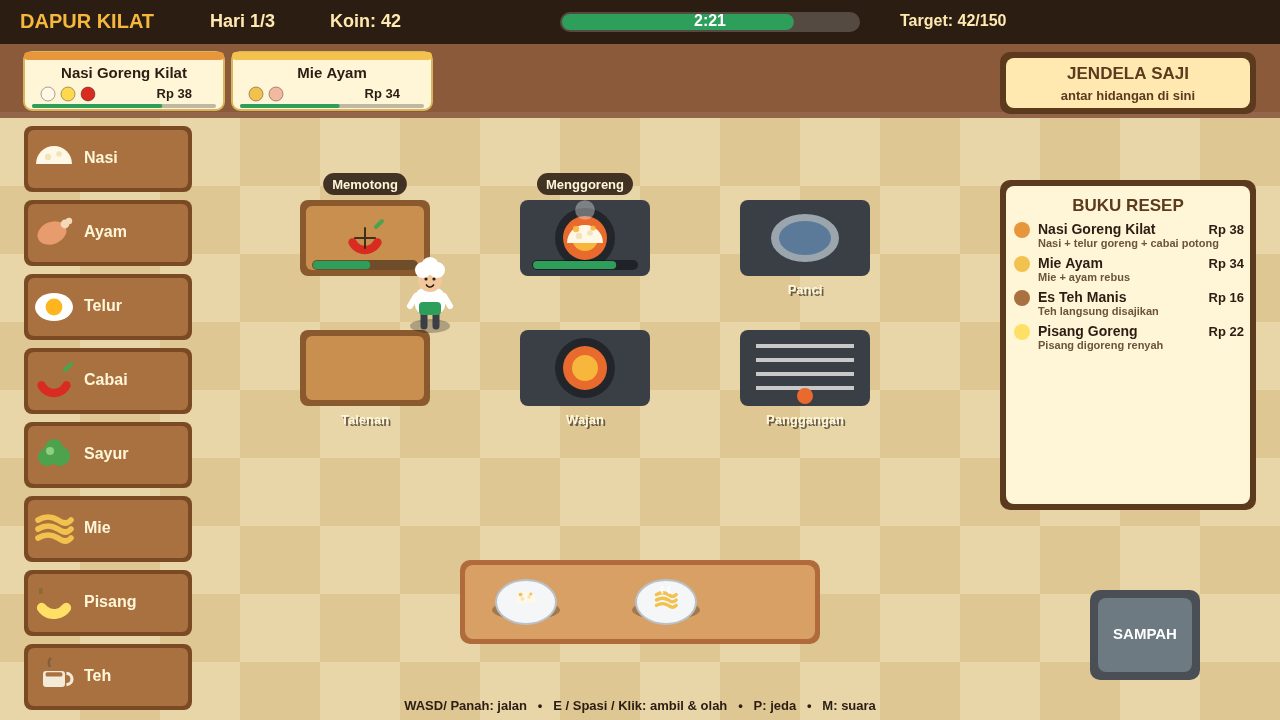 DAPUR KILAT
Hari 1/3
Koin: 42
2:21
Target: 42/150
Nasi Goreng Kilat
Rp 38
Mie Ayam
Rp 34
JENDELA SAJI
antar hidangan di sini
Nasi
Ayam
Telur
Cabai
Sayur
Mie
Pisang
Teh
Memotong
Menggoreng
Panci
Talenan
Wajan
Panggangan
BUKU RESEP
Nasi Goreng Kilat Rp 38
Nasi + telur goreng + cabai potong
Mie Ayam Rp 34
Mie + ayam rebus
Es Teh Manis Rp 16
Teh langsung disajikan
Pisang Goreng Rp 22
Pisang digoreng renyah
SAMPAH
WASD/ Panah: jalan • E / Spasi / Klik: ambil & olah • P: jeda • M: suara